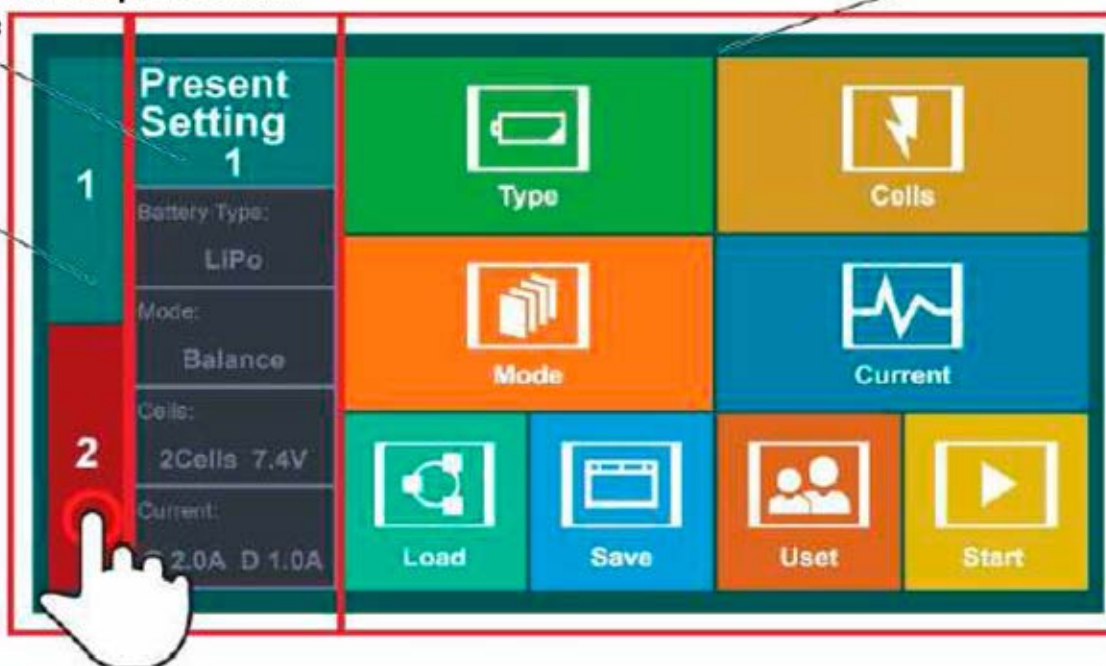 1
2
Present
Setting
1
Battery Type:
LiPo
Mode:
Balance
Cells:
2Cells 7.4V
Current:
2.0A D 1.0A
Type
Cells
Mode
Current
Load
Save
Uset
Start